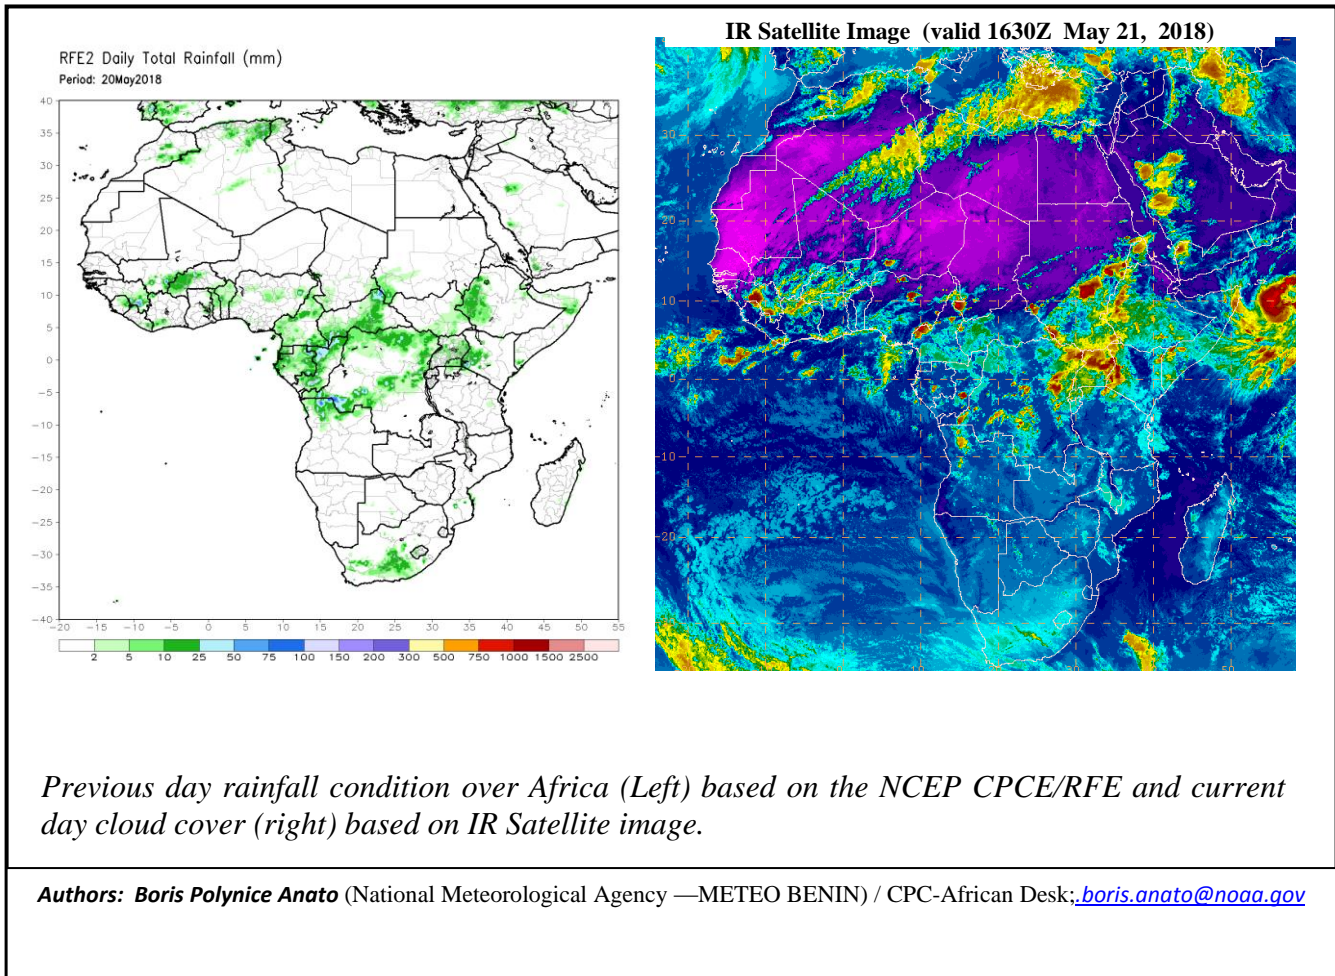 IR Satellite Image (valid 1630Z May 21, 2018)
RFE2 Daily Total Rainfall (mm)
Period: 20May2018
40
35
30
25
20
15
10
5
0
-5
-10
-15
-20
-25
-30
-35
-40
-20 -15 -10 -5 0 5 10 15 20 25 30 35 40 45 50 55
2 5 10 25 50 75 100 150 200 300 500 750 1000 1500 2500
30
20
10
0
-10
-20
Previous day rainfall condition over Africa (Left) based on the NCEP CPCE/RFE and current
day cloud cover (right) based on IR Satellite image.
Authors: Boris Polynice Anato (National Meteorological Agency —METEO BENIN) / CPC-African Desk;.boris.anato@noaa.gov